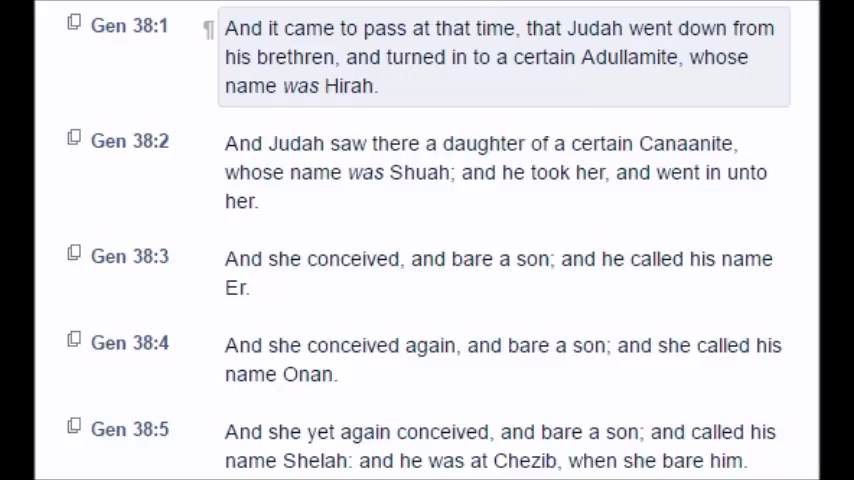 Gen 38:1 ¶ And it came to pass at that time, that Judah went down from
his brethren, and turned in to a certain Adullamite, whose
name was Hirah.
Gen 38:2 And Judah saw there a daughter of a certain Canaanite,
whose name was Shuah; and he took her, and went in unto
her.
Gen 38:3 And she conceived, and bare a son; and he called his name
Er.
Gen 38:4 And she conceived again, and bare a son; and she called his
name Onan.
Gen 38:5 And she yet again conceived, and bare a son; and called his
name Shelah: and he was at Chezib, when she bare him.